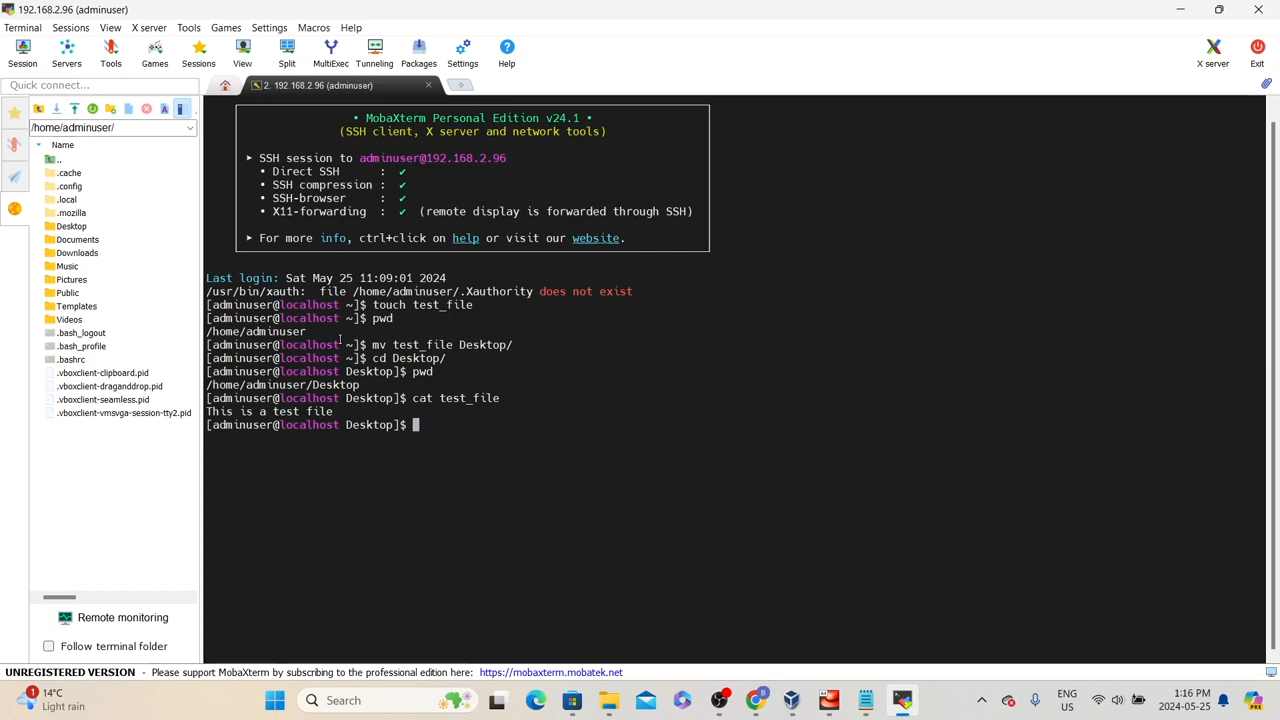 192.168.2.96 (adminuser)
Terminal Sessions View X server Tools Games Settings Macros Help
Session Servers Tools Games Sessions View Split MultiExec Tunneling Packages Settings Help X server Exit
Quick connect...
2. 192.168.2.96 (adminuser)
/home/adminuser/
Name
..
.cache
.config
.local
.mozilla
Desktop
Documents
Downloads
Music
Pictures
Public
Templates
Videos
.bash_logout
.bash_profile
.bashrc
.vboxclient-clipboard.pid
.vboxclient-draganddrop.pid
.vboxclient-seamless.pid
.vboxclient-vmsvga-session-tty2.pid
Remote monitoring
Follow terminal folder
• MobaXterm Personal Edition v24.1 •
(SSH client, X server and network tools)
➤ SSH session to adminuser@192.168.2.96
• Direct SSH : ✔
• SSH compression : ✔
• SSH-browser : ✔
• X11-forwarding : ✔ (remote display is forwarded through SSH)
➤ For more info, ctrl+click on help or visit our website.
Last login: Sat May 25 11:09:01 2024
/usr/bin/xauth: file /home/adminuser/.Xauthority does not exist
[adminuser@localhost ~]$ touch test_file
[adminuser@localhost ~]$ pwd
/home/adminuser
[adminuser@localhost ~]$ mv test_file Desktop/
[adminuser@localhost ~]$ cd Desktop/
[adminuser@localhost Desktop]$ pwd
/home/adminuser/Desktop
[adminuser@localhost Desktop]$ cat test_file
This is a test file
[adminuser@localhost Desktop]$
UNREGISTERED VERSION - Please support MobaXterm by subscribing to the professional edition here: https://mobaxterm.mobatek.net
1
14°C
Light rain
Search
ENG
US
1:16 PM
2024-05-25